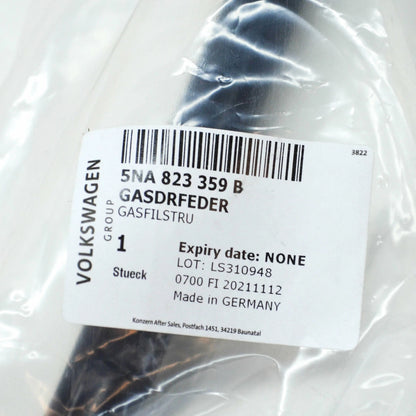 3822
5NA 823 359 B
GASDRFEDER
GASFILSTRU
VOLKSWAGEN
GROUP
1
Stueck
Expiry date: NONE
LOT: LS310948
0700 FI 20211112
Made in GERMANY
Konzern After Sales, Postfach 1451, 34219 Baunatal